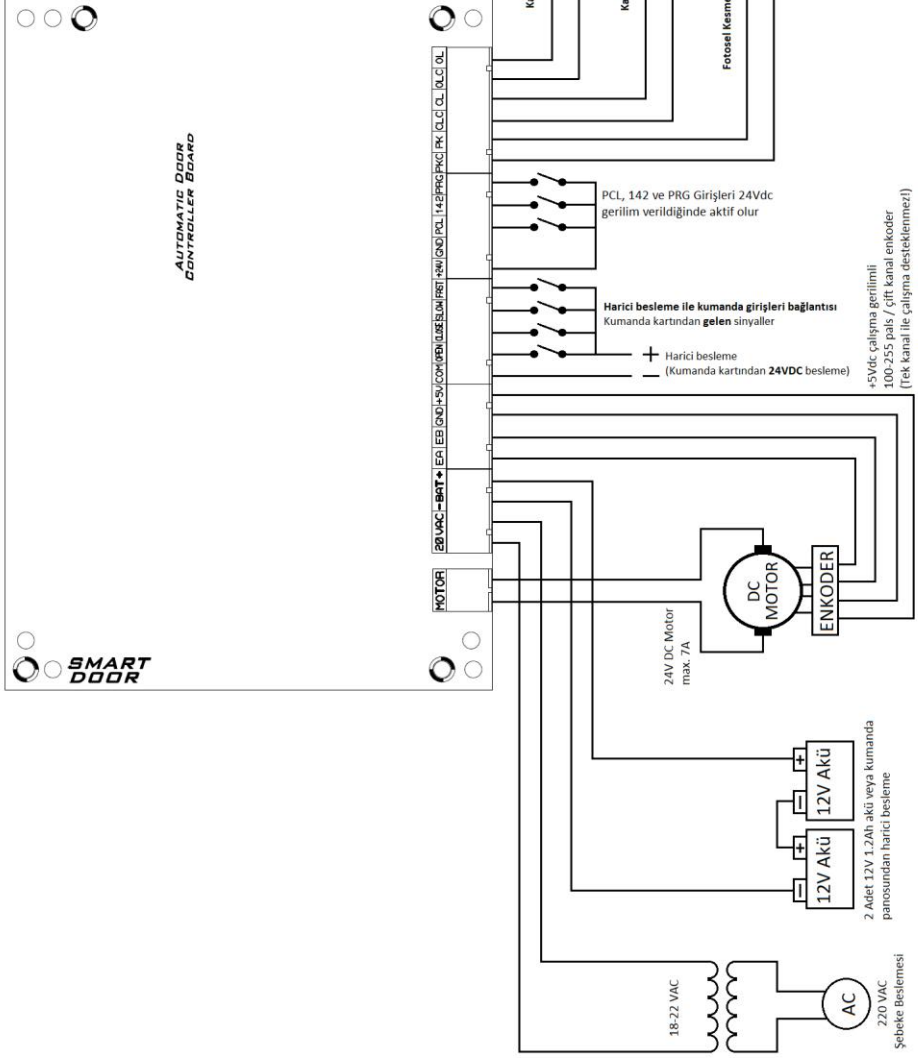 AUTOMATIC DOOR
CONTROLLER BOARD
SMART
DOOR
MOTOR
20VAC
-BAT+
EA
EB
GND
+5V
COM
OPEN
CLOSE
SLOW
FRST
+24V
GND
PCL
142
PRG
PKC
PK
CLC
CL
OLC
OL
Fotosel Kesme
PCL, 142 ve PRG Girişleri 24Vdc
gerilim verildiğinde aktif olur
Harici besleme ile kumanda girişleri bağlantısı
Kumanda kartından gelen sinyaller
+ Harici besleme
− (Kumanda kartından 24VDC besleme)
+5Vdc çalışma gerilimli
100-255 pals / çift kanal enkoder
(Tek kanal ile çalışma desteklenmez!)
DC
MOTOR
ENKODER
24V DC Motor
max. 7A
− +
12V Akü
− +
12V Akü
2 Adet 12V 1.2Ah akü veya kumanda
panosundan harici besleme
18-22 VAC
AC
220 VAC
Şebeke Beslemesi